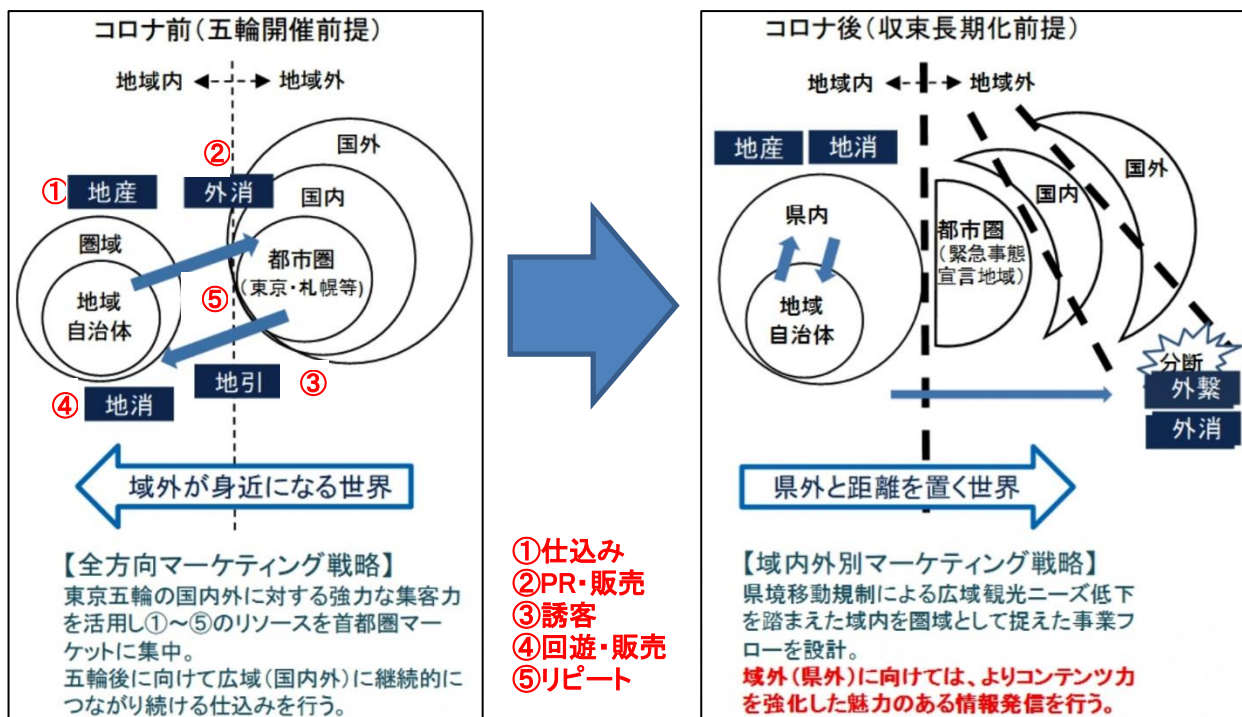 コロナ前(五輪開催前提)
地域内
地域外
②
国外
①
地産
外消
国内
圏域
都市圏
(東京・札幌等)
地域
自治体
⑤
地引
③
④
地消
域外が身近になる世界
【全方向マーケティング戦略】
東京五輪の国内外に対する強力な集客力
を活用し①~⑤のリソースを首都圏マー
ケットに集中。
五輪後に向けて広域(国内外)に継続的に
つながり続ける仕込みを行う。
①仕込み
②PR・販売
③誘客
④回遊・販売
⑤リピート
コロナ後(収束長期化前提)
地域内
地域外
地産
地消
国外
国内
県内
都市圏
(緊急事態
宣言地域)
地域
自治体
分断
外繋
外消
県外と距離を置く世界
【域内外別マーケティング戦略】
県境移動規制による広域観光ニーズ低下
を踏まえた域内を圏域として捉えた事業フ
ローを設計。
域外(県外)に向けては、よりコンテンツ力
を強化した魅力のある情報発信を行う。